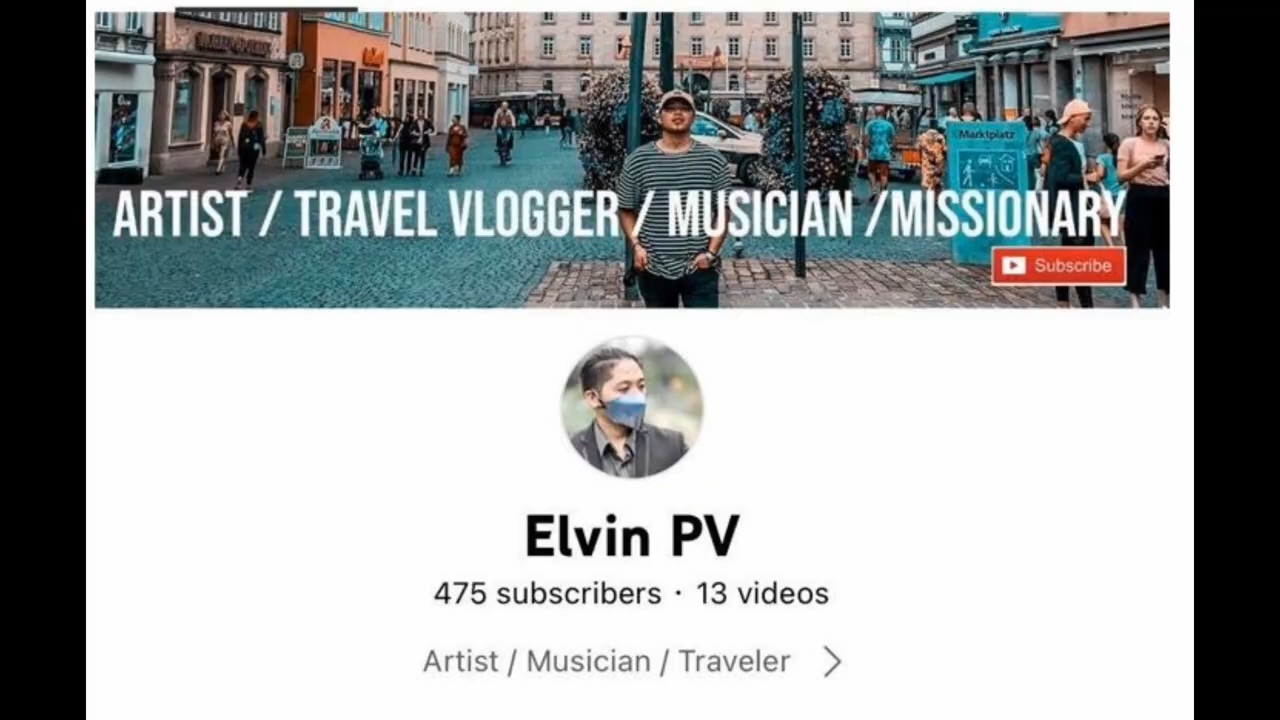 ARTIST / TRAVEL VLOGGER / MUSICIAN /MISSIONARY
Marktplatz
Subscribe
Elvin PV
475 subscribers · 13 videos
Artist / Musician / Traveler